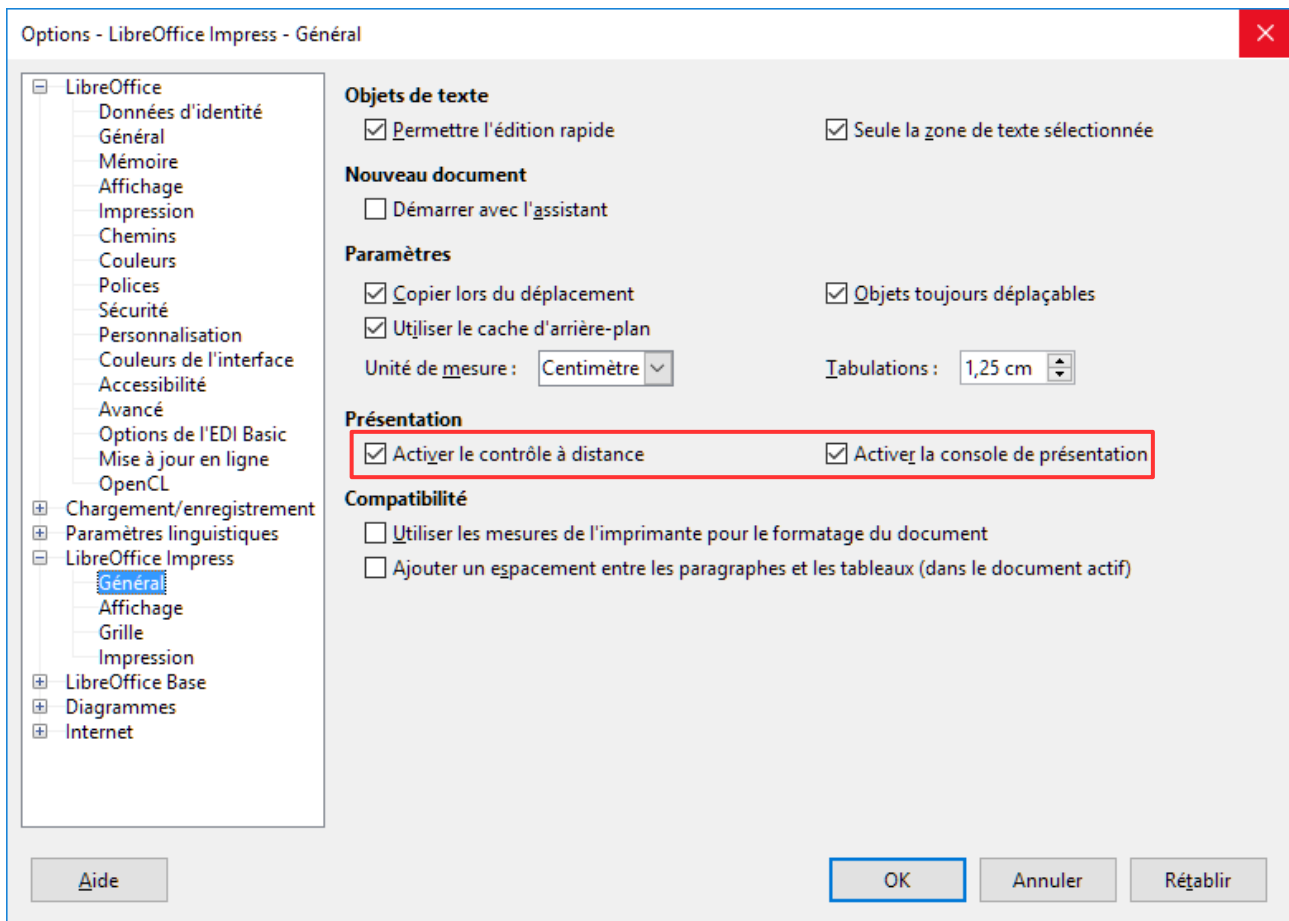 Options - LibreOffice Impress - Général
LibreOffice
Données d'identité
Général
Mémoire
Affichage
Impression
Chemins
Couleurs
Polices
Sécurité
Personnalisation
Couleurs de l'interface
Accessibilité
Avancé
Options de l'EDI Basic
Mise à jour en ligne
OpenCL
Chargement/enregistrement
Paramètres linguistiques
LibreOffice Impress
Général
Affichage
Grille
Impression
LibreOffice Base
Diagrammes
Internet
Objets de texte
Permettre l'édition rapide
Seule la zone de texte sélectionnée
Nouveau document
Démarrer avec l'assistant
Paramètres
Copier lors du déplacement
Objets toujours déplaçables
Utiliser le cache d'arrière-plan
Unité de mesure : Centimètre
Tabulations : 1,25 cm
Présentation
Activer le contrôle à distance
Activer la console de présentation
Compatibilité
Utiliser les mesures de l'imprimante pour le formatage du document
Ajouter un espacement entre les paragraphes et les tableaux (dans le document actif)
Aide
OK
Annuler
Rétablir